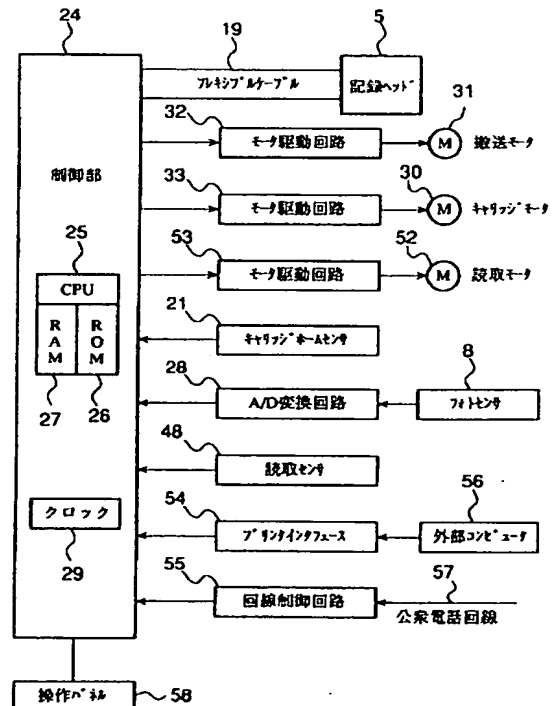 24
19
5
フレキシブルケーブル
記録ヘッド
32
31
モータ駆動回路
M
搬送モータ
制御部
33
30
モータ駆動回路
M
キャリッジモータ
53
52
25
モータ駆動回路
M
読取モータ
CPU
21
RAM
ROM
キャリッジホームセンサ
28
8
27
26
A/D変換回路
フォトセンサ
48
読取センサ
54
56
クロック
プリンタインタフェース
外部コンピュータ
29
55
57
回線制御回路
公衆電話回線
操作パネル
58